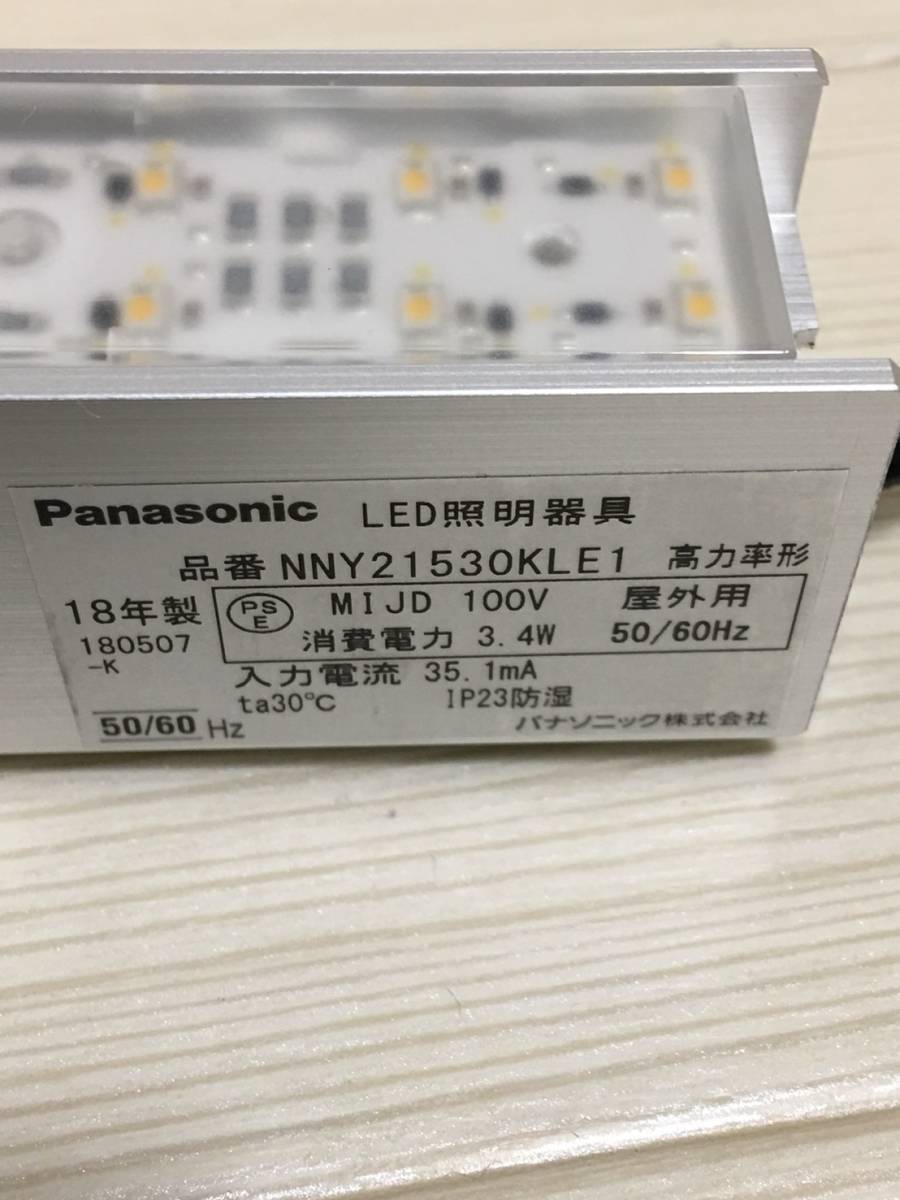 Panasonic LED照明器具
品番 NNY21530KLE1 高力率形
18年製
180507
-K
PS
E
MIJD 100V 屋外用
消費電力 3.4W 50/60Hz
入力電流 35.1mA
ta30℃ IP23防湿
50/60 Hz
パナソニック株式会社